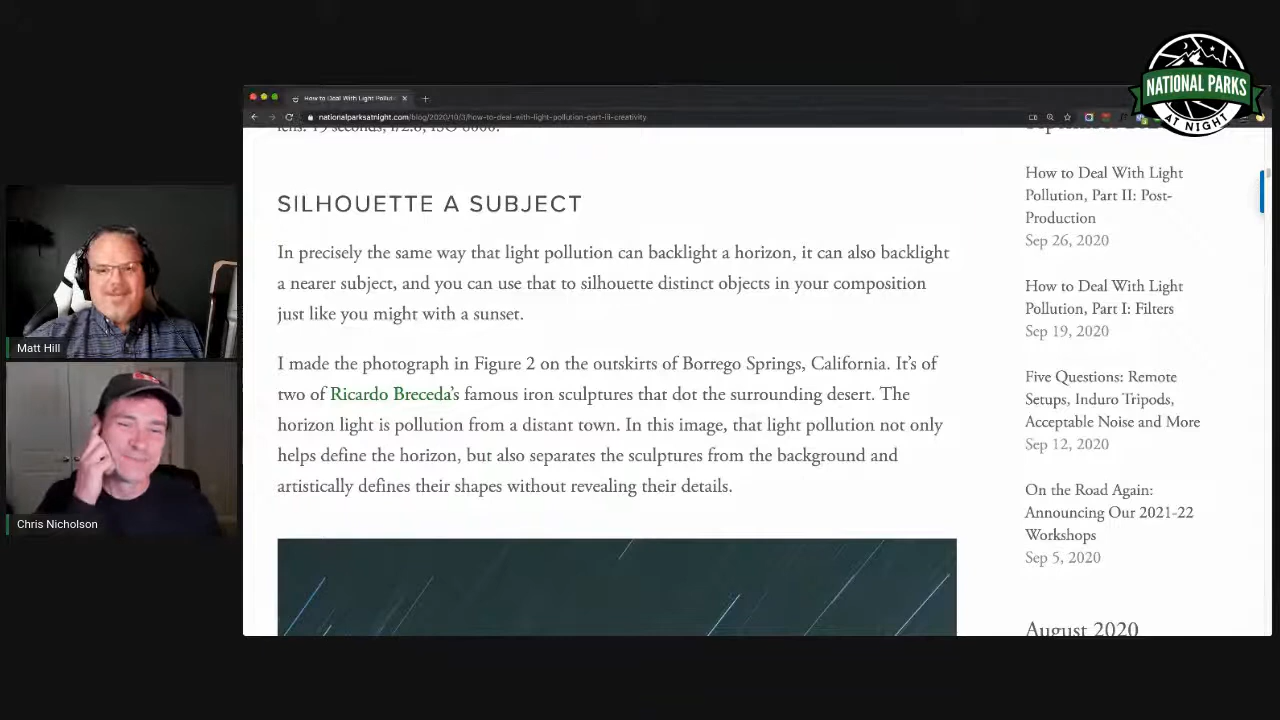 NATIONAL PARKS
AT NIGHT
How to Deal With Light Pollut
nationalparksatnight.com/blog/2020/10/3/how-to-deal-with-light-pollution-part-iii-creativity
lens. 19 seconds, f/2.8, ISO 6000.
SILHOUETTE A SUBJECT
In precisely the same way that light pollution can backlight a horizon, it can also backlight
a nearer subject, and you can use that to silhouette distinct objects in your composition
just like you might with a sunset.
I made the photograph in Figure 2 on the outskirts of Borrego Springs, California. It’s of
two of Ricardo Breceda’s famous iron sculptures that dot the surrounding desert. The
horizon light is pollution from a distant town. In this image, that light pollution not only
helps define the horizon, but also separates the sculptures from the background and
artistically defines their shapes without revealing their details.
How to Deal With Light
Pollution, Part II: Post-
Production
Sep 26, 2020
How to Deal With Light
Pollution, Part I: Filters
Sep 19, 2020
Five Questions: Remote
Setups, Induro Tripods,
Acceptable Noise and More
Sep 12, 2020
On the Road Again:
Announcing Our 2021-22
Workshops
Sep 5, 2020
August 2020
Matt Hill
Chris Nicholson